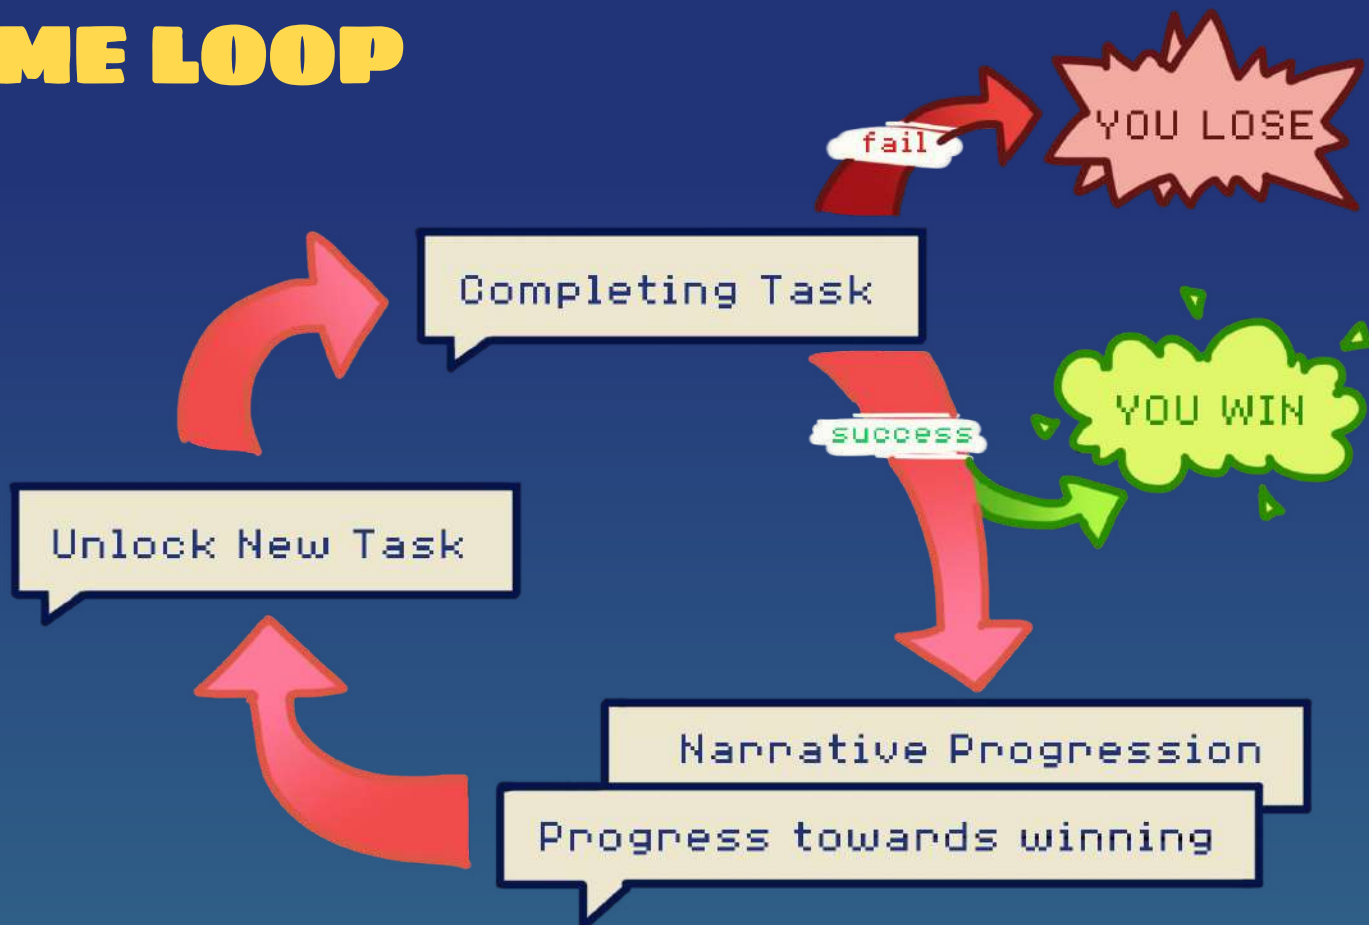 ME LOOP
fail
YOU LOSE
Completing Task
success
YOU WIN
Unlock New Task
Narrative Progression
Progress towards winning